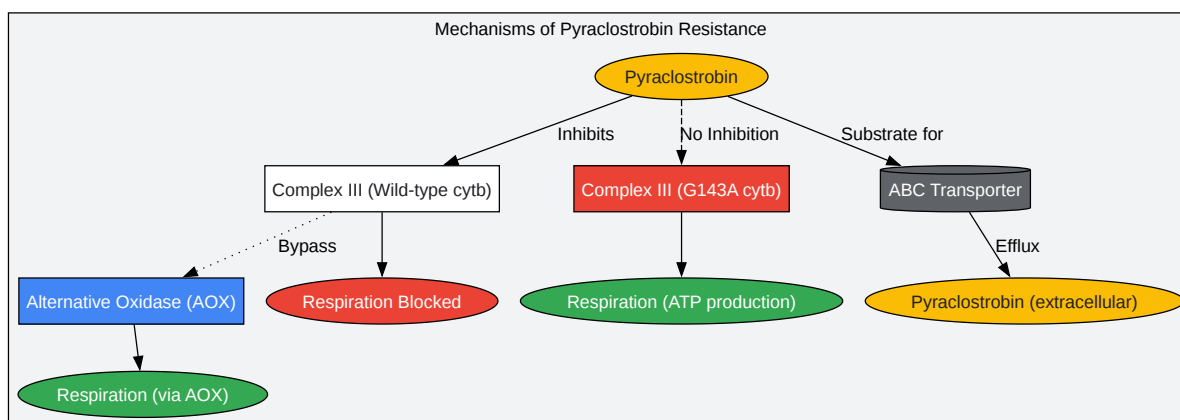 Mechanisms of Pyraclostrobin Resistance
Pyraclostrobin
Inhibits
No Inhibition
Substrate for
Complex III (Wild-type cytb)
Complex III (G143A cytb)
ABC Transporter
Bypass
Efflux
Alternative Oxidase (AOX)
Respiration Blocked
Respiration (ATP production)
Pyraclostrobin (extracellular)
Respiration (via AOX)